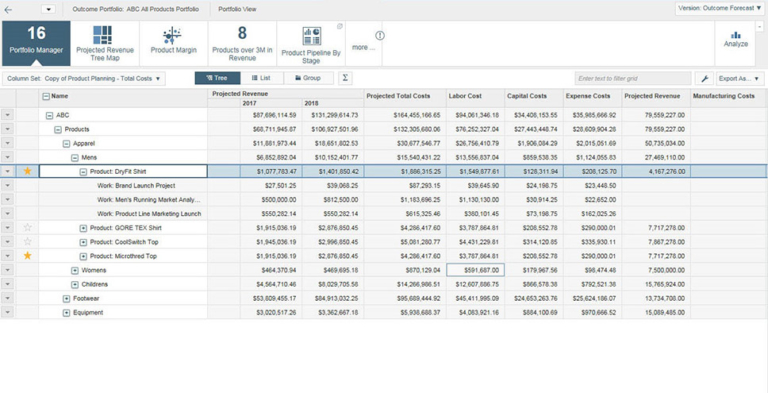 Outcome Portfolio: ABC All Products Portfolio Portfolio View Version: Outcome Forecast
16 Portfolio Manager
Projected Revenue Tree Map
Product Margin
8 Products over 3M in Revenue
Product Pipeline By Stage
more ...
Analyze
Column Set: Copy of Product Planning - Total Costs Tree List Group Σ Enter text to filter grid Export As...
Name Projected Revenue Projected Total Costs Labor Cost Capital Costs Expense Costs Projected Revenue Manufacturing Costs
2017 2018
ABC $87,696,114.59 $131,299,614.73 $164,455,166.65 $94,061,346.18 $34,408,153.55 $35,985,666.92 79,559,227.00
Products $68,711,945.87 $106,927,501.96 $132,305,680.06 $76,252,327.04 $27,443,448.74 $28,609,904.28 79,559,227.00
Apparel $11,881,973.44 $18,651,802.53 $30,677,546.77 $26,756,410.79 $1,906,084.29 $2,015,051.69 50,735,034.00
Mens $6,852,892.04 $10,152,401.77 $15,540,431.22 $13,556,837.04 $859,538.35 $1,124,055.83 27,469,110.00
Product: DryFit Shirt $1,077,783.47 $1,401,650.42 $1,886,315.25 $1,549,877.61 $128,311.94 $208,125.70 4,167,276.00
Work: Brand Launch Project $27,501.25 $39,068.25 $87,293.15 $39,645.90 $24,198.75 $23,448.50
Work: Men's Running Market Analy... $500,000.00 $812,500.00 $1,183,696.25 $1,130,130.00 $30,914.25 $22,652.00
Work: Product Line Marketing Launch $550,282.14 $550,282.14 $615,325.46 $380,101.45 $73,198.75 $162,025.26
Product: GORE TEX Shirt $1,915,036.19 $2,876,850.45 $4,286,417.60 $3,787,864.81 $208,552.78 $290,000.01 7,717,278.00
Product: CoolSwitch Top $1,945,036.19 $2,996,850.45 $5,081,280.77 $4,431,229.81 $314,120.85 $335,930.11 7,867,278.00
Product: Microthred Top $1,915,036.19 $2,876,850.45 $4,286,417.60 $3,787,864.81 $208,552.78 $290,000.01 7,717,278.00
Womens $464,370.94 $469,695.18 $870,129.04 $591,687.00 $179,967.56 $98,474.48 7,500,000.00
Childrens $4,564,710.46 $8,029,705.58 $14,266,986.51 $12,607,886.75 $866,578.38 $792,521.38 15,765,924.00
Footwear $53,809,455.17 $84,913,032.25 $95,689,444.92 $45,411,995.09 $24,653,263.76 $25,624,186.07 13,734,708.00
Equipment $3,020,517.26 $3,362,667.18 $5,938,688.37 $4,083,921.16 $884,100.69 $970,666.52 15,089,485.00